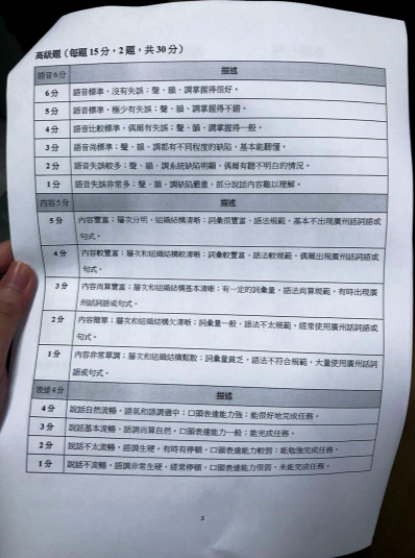 高級題（每題 15 分，2 題，共 30 分）
語音 6 分 描述
6 分 語音標準，沒有失誤；聲、韻、調掌握得很好。
5 分 語音標準，極少有失誤；聲、韻、調掌握得不錯。
4 分 語音比較標準，偶爾有失誤；聲、韻、調掌握得一般。
3 分 語音尚標準；聲、韻、調都有不同程度的缺陷，基本能聽懂。
2 分 語音失誤較多；聲、韻、調系統缺陷明顯，偶爾有聽不明白的情況。
1 分 語音失誤非常多；聲、韻、調缺陷嚴重，部分說話內容難以理解。
內容 5 分 描述
5 分 內容豐富；層次分明，組織結構清晰；詞彙很豐富、語法規範，基本不出現廣州話詞語或
句式。
4 分 內容較豐富；層次和組織結構較清晰；詞彙較豐富，語法較規範，偶爾出現廣州話詞語或
句式。
3 分 內容尚算豐富；層次和組織結構基本清晰；有一定的詞彙量，語法尚算規範，有時出現廣
州話詞語或句式。
2 分 內容簡單；層次和組織結構欠清晰；詞彙量一般，語法不太規範，經常使用廣州話詞語或
句式。
1 分 內容非常單調；層次和組織結構鬆散；詞彙量貧乏，語法不符合規範，大量使用廣州話詞
語或句式。
表達 4 分 描述
4 分 說話自然流暢，語氣和語調適中；口頭表達能力強；能很好地完成任務。
3 分 說話基本流暢，語調尚算自然，口頭表達能力一般；能完成任務。
2 分 說話不太流暢，語調生硬，有時有停頓，口頭表達能力較弱；能勉強完成任務。
1 分 說話不流暢，語調非常生硬，經常停頓，口頭表達能力很弱，未能完成任務。
2